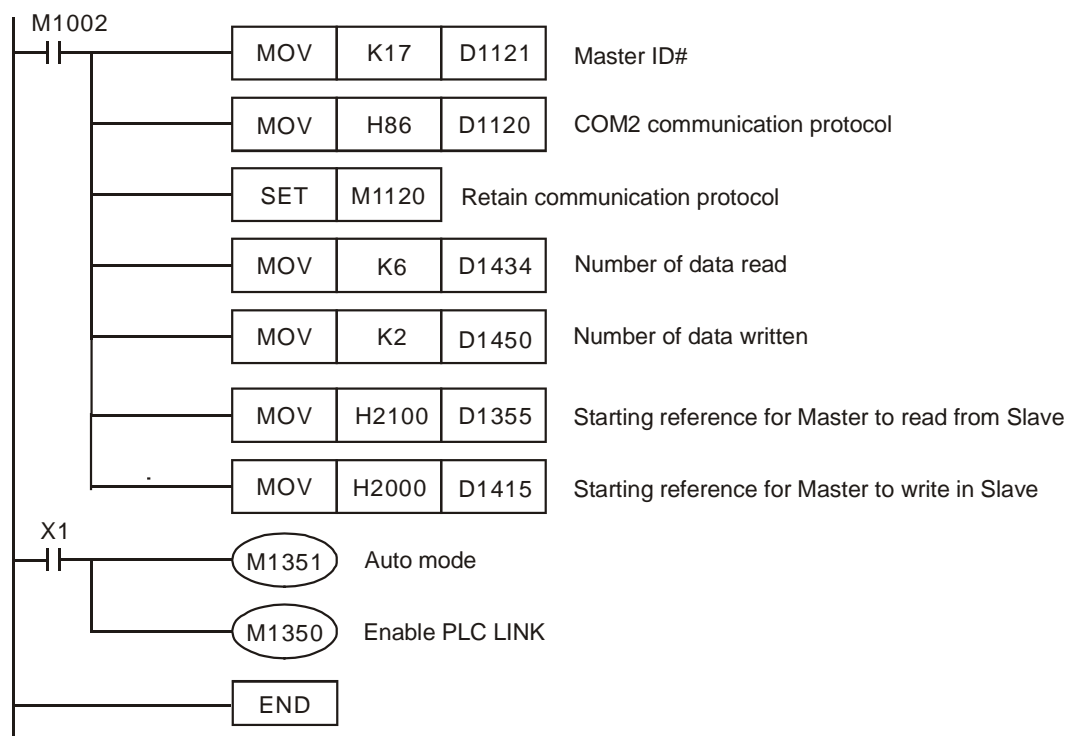 M1002
MOV K17 D1121 Master ID#
MOV H86 D1120 COM2 communication protocol
SET M1120 Retain communication protocol
MOV K6 D1434 Number of data read
MOV K2 D1450 Number of data written
MOV H2100 D1355 Starting reference for Master to read from Slave
MOV H2000 D1415 Starting reference for Master to write in Slave
X1
M1351 Auto mode
M1350 Enable PLC LINK
END